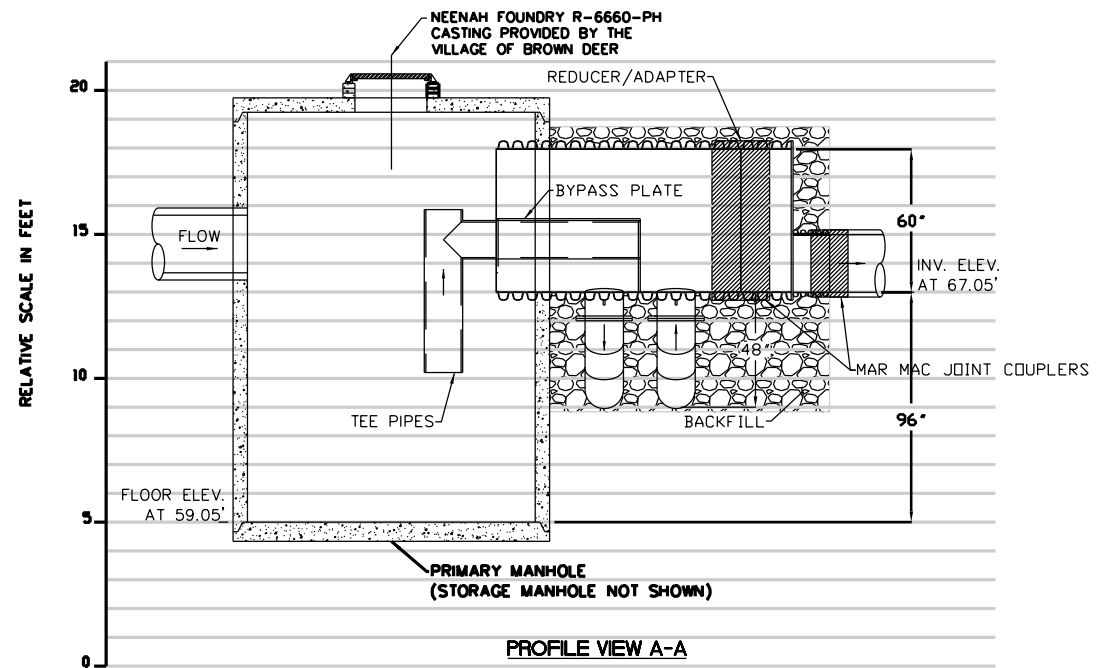 NEENAH FOUNDRY R-6660-PH
CASTING PROVIDED BY THE
VILLAGE OF BROWN DEER
REDUCER/ADAPTER
20
BYPASS PLATE
60"
FLOW
15
INV. ELEV.
AT 67.05'
RELATIVE SCALE IN FEET
48"
MAR MAC JOINT COUPLERS
10
TEE PIPES
BACKFILL
96"
FLOOR ELEV.
AT 59.05'
5
PRIMARY MANHOLE
(STORAGE MANHOLE NOT SHOWN)
PROFILE VIEW A-A
0